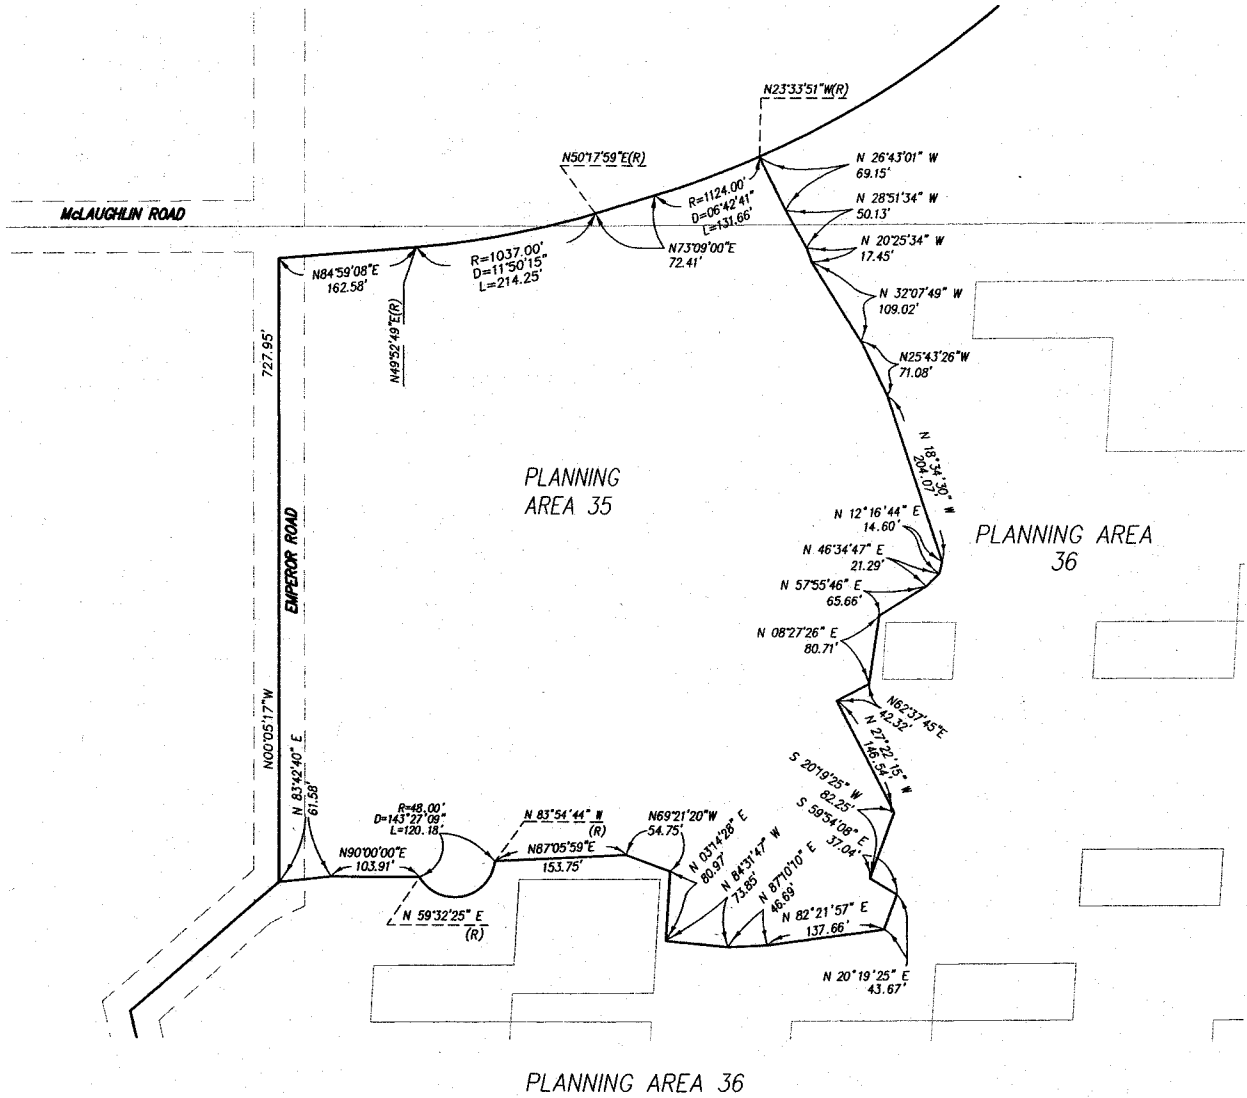 N23°33'51"W(R)
N50°17'59"E(R)
N 26°43'01" W
69.15'
N 28°51'34" W
50.13'
McLAUGHLIN ROAD
R=1124.00'
D=06°42'41"
L=131.66'
N 20°25'34" W
17.45'
N73°09'00"E
72.41'
R=1037.00'
D=11°50'15"
L=214.25'
N84°59'08"E
162.58'
N 32°07'49" W
109.02'
N49°52'49"E(R)
727.95'
N25°43'26"W
71.08'
N 18°34'30" W
204.07'
PLANNING
AREA 35
N 12°16'44" E
14.60'
PLANNING AREA
36
N 46°34'47" E
21.29'
EMPEROR ROAD
N 57°55'46" E
65.66'
N 08°27'26" E
80.71'
N62°37'45"E
42.32'
N00°05'17"W
N 27°22'15" W
146.54'
N 83°42'40" E
61.58'
S 20°19'25" W
82.25'
S 59°54'08" E
37.04'
R=48.00'
D=143°27'09"
L=120.18'
N 83°54'44" W
(R)
N69°21'20"W
54.75'
N90°00'00"E
103.91'
N87°05'59"E
153.75'
N 03°14'28" E
80.97'
N 84°31'47" W
73.85'
N 87°10'10" E
46.69'
N 82°21'57" E
137.66'
N 59°32'25" E
(R)
N 20°19'25" E
43.67'
PLANNING AREA 36